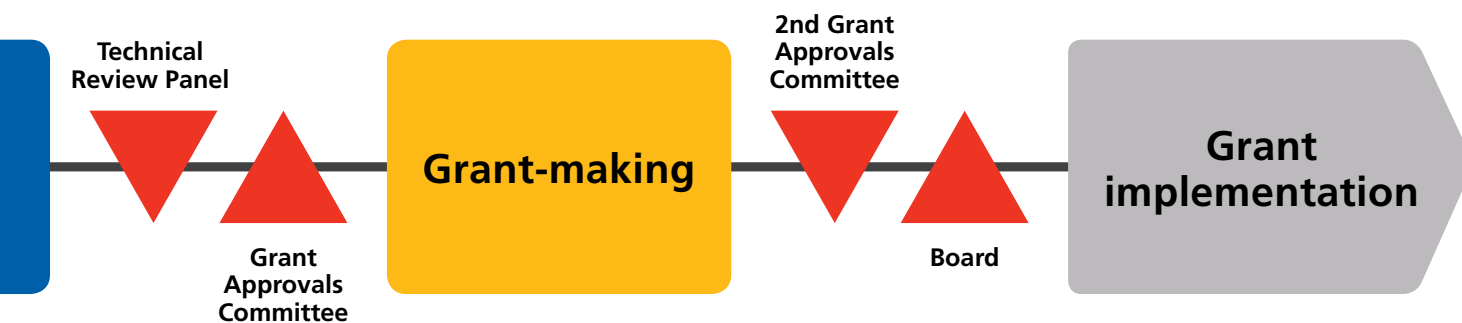 Technical
Review Panel
Grant
Approvals
Committee
Grant-making
2nd Grant
Approvals
Committee
Board
Grant
implementation